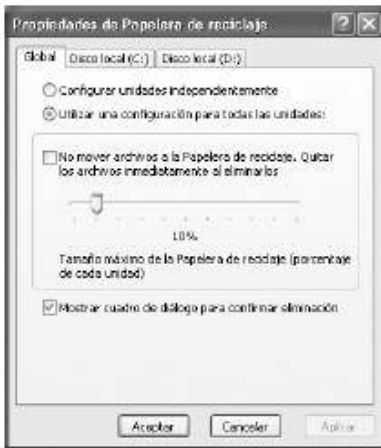 Propiedades de Papelera de reciclaje
Global Disco local (C:) Disco local (D:)
Configurar unidades independientemente
Utilizar una configuración para todas las unidades:
No mover archivos a la Papelera de reciclaje. Quitar
los archivos inmediatamente al eliminarlos
10%
Tamaño máximo de la Papelera de reciclaje (porcentaje
de cada unidad)
Mostrar cuadro de diálogo para confirmar eliminación
Aceptar Cancelar Aplicar